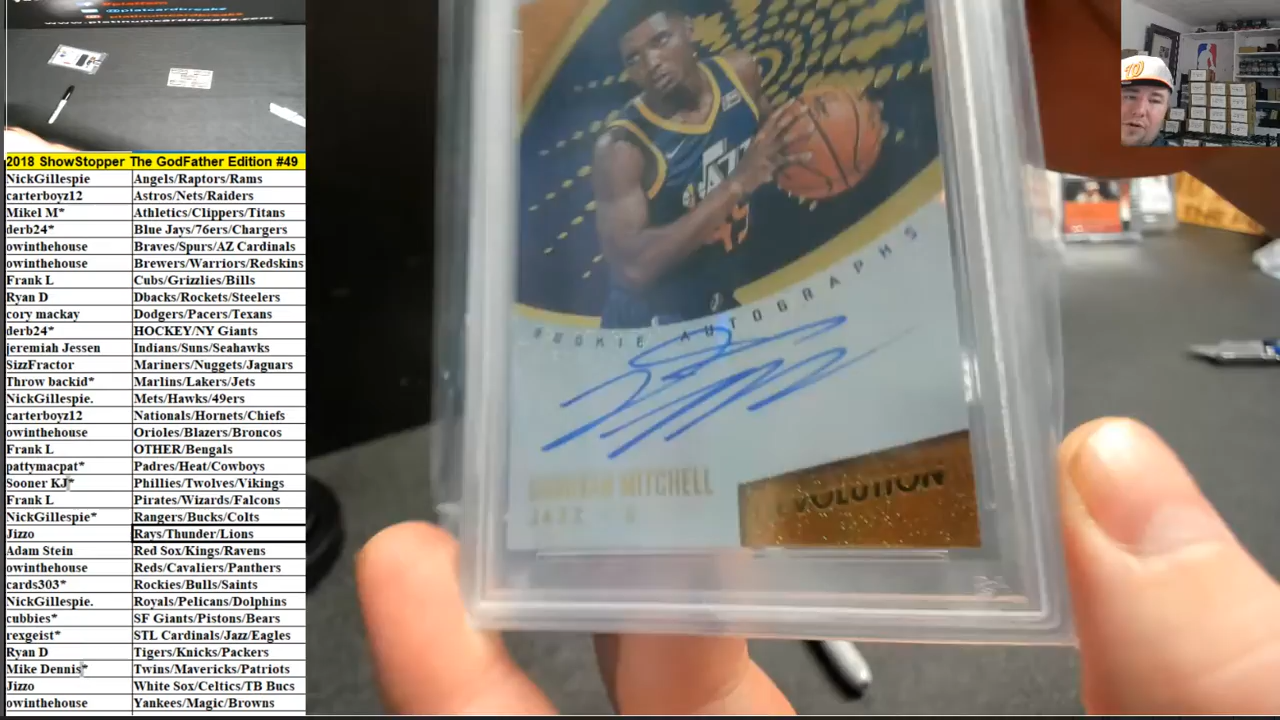 www.platinumcardbreaks.com
2018 ShowStopper The GodFather Edition #49
NickGillespie Angels/Raptors/Rams
carterboyz12 Astros/Nets/Raiders
Mikel M* Athletics/Clippers/Titans
derb24* Blue Jays/76ers/Chargers
owinthehouse Braves/Spurs/AZ Cardinals
owinthehouse Brewers/Warriors/Redskins
Frank L Cubs/Grizzlies/Bills
Ryan D Dbacks/Rockets/Steelers
cory mackay Dodgers/Pacers/Texans
derb24* HOCKEY/NY Giants
jeremiah Jessen Indians/Suns/Seahawks
SizzFractor Mariners/Nuggets/Jaguars
Throw backid* Marlins/Lakers/Jets
NickGillespie. Mets/Hawks/49ers
carterboyz12 Nationals/Hornets/Chiefs
owinthehouse Orioles/Blazers/Broncos
Frank L OTHER/Bengals
pattymacpat* Padres/Heat/Cowboys
Sooner KJ* Phillies/Twolves/Vikings
Frank L Pirates/Wizards/Falcons
NickGillespie* Rangers/Bucks/Colts
Jizzo Rays/Thunder/Lions
Adam Stein Red Sox/Kings/Ravens
owinthehouse Reds/Cavaliers/Panthers
cards303* Rockies/Bulls/Saints
NickGillespie. Royals/Pelicans/Dolphins
cubbies* SF Giants/Pistons/Bears
rexgeist* STL Cardinals/Jazz/Eagles
Ryan D Tigers/Knicks/Packers
Mike Dennis* Twins/Mavericks/Patriots
Jizzo White Sox/Celtics/TB Bucs
owinthehouse Yankees/Magic/Browns
JAZZ
45
ROOKIE AUTOGRAPHS
MITCHELL
JAZZ
EVOLUTION